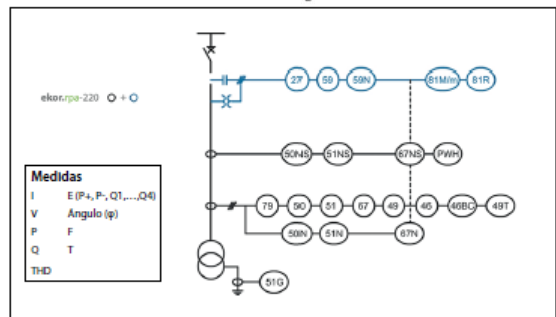 27 59 59N 81M/m 81R
ekor.rpa-220 O + O
50NS 51NS 67NS PWH
Medidas
I E (P+, P-, Q1,...,Q4)
V Ángulo (φ)
P F
Q T
THD
79 50 51 67 49 46 46BC 49T
50N 51N 67N
51G